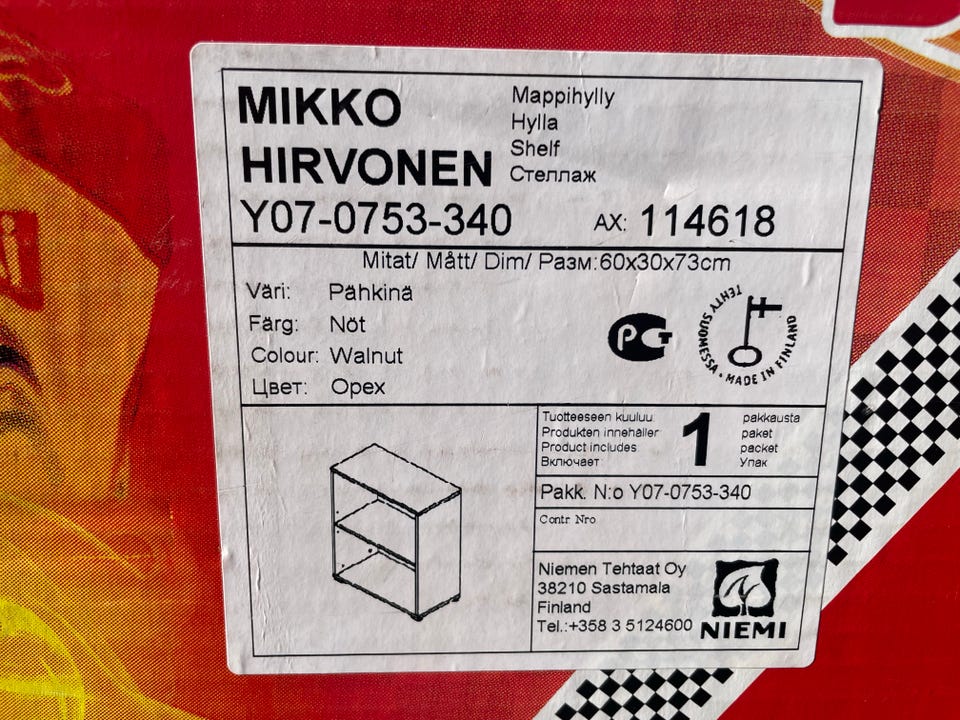 MIKKO
HIRVONEN
Mappihylly
Hylla
Shelf
Стеллаж
Y07-0753-340
AX: 114618
Mitat/ Mått/ Dim/ Разм:60x30x73cm
Väri: Pähkinä
Färg: Nöt
Colour: Walnut
Цвет: Орех
РСТ
TEHTY SUOMESSA • MADE IN FINLAND
Tuotteeseen kuuluu
Produkten innehåller
Product includes
Включает
1
pakkausta
paket
packet
Упак
Pakk. N:o Y07-0753-340
Contr. Nro
Niemen Tehtaat Oy
38210 Sastamala
Finland
Tel.:+358 3 5124600
NIEMI